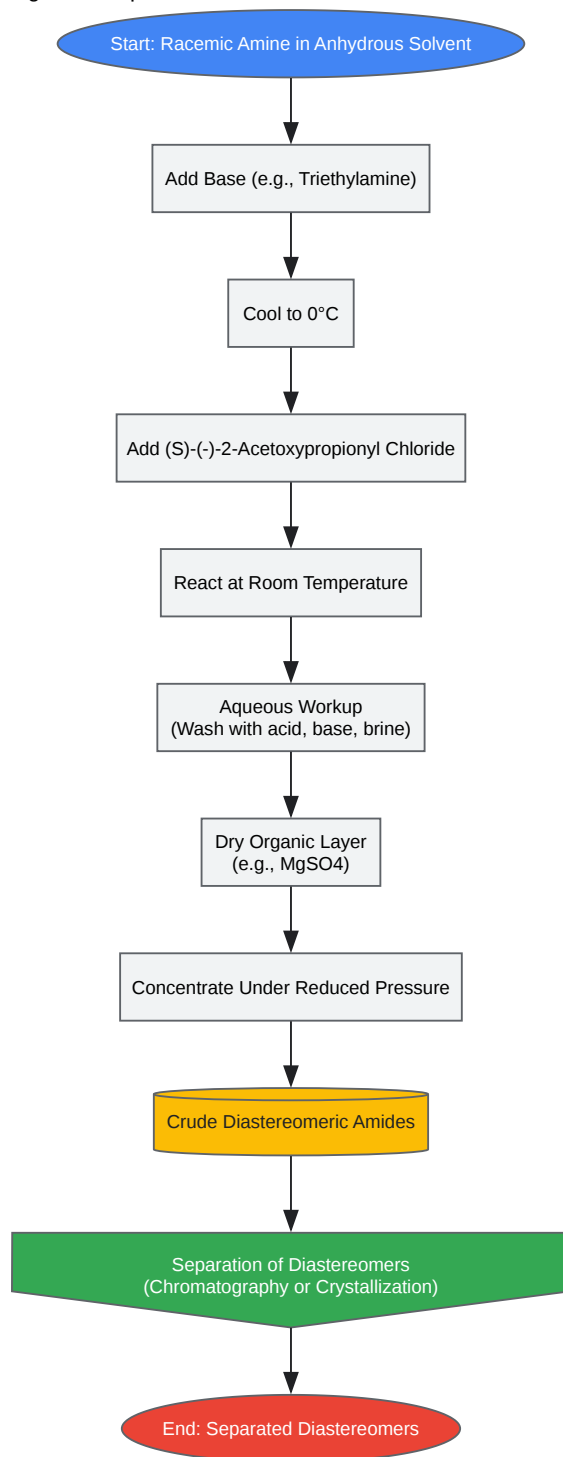 Start: Racemic Amine in Anhydrous Solvent
Add Base (e.g., Triethylamine)
Cool to 0°C
Add (S)-(-)-2-Acetoxypropionyl Chloride
React at Room Temperature
Aqueous Workup
(Wash with acid, base, brine)
Dry Organic Layer
(e.g., MgSO4)
Concentrate Under Reduced Pressure
Crude Diastereomeric Amides
Separation of Diastereomers
(Chromatography or Crystallization)
End: Separated Diastereomers